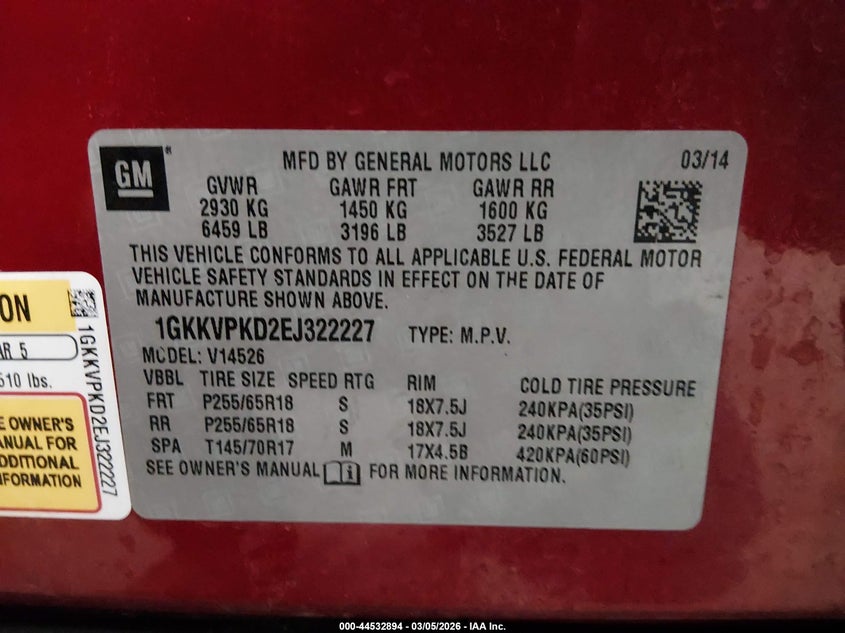 GM
MFD BY GENERAL MOTORS LLC 03/14
GVWR GAWR FRT GAWR RR
2930 KG 1450 KG 1600 KG
6459 LB 3196 LB 3527 LB
THIS VEHICLE CONFORMS TO ALL APPLICABLE U.S. FEDERAL MOTOR
VEHICLE SAFETY STANDARDS IN EFFECT ON THE DATE OF
MANUFACTURE SHOWN ABOVE.
1GKKVPKD2EJ322227 TYPE: M.P.V.
MODEL: V14526
VBBL TIRE SIZE SPEED RTG RIM COLD TIRE PRESSURE
FRT P255/65R18 S 18X7.5J 240KPA(35PSI)
RR P255/65R18 S 18X7.5J 240KPA(35PSI)
SPA T145/70R17 M 17X4.5B 420KPA(60PSI)
SEE OWNER'S MANUAL i FOR MORE INFORMATION.
ON
AR 5
510 lbs.
E OWNER'S
ANUAL FOR
DDITIONAL
FORMATION
1GKKVPKD2EJ322227
000-44532894 - 03/05/2026 - IAA Inc.